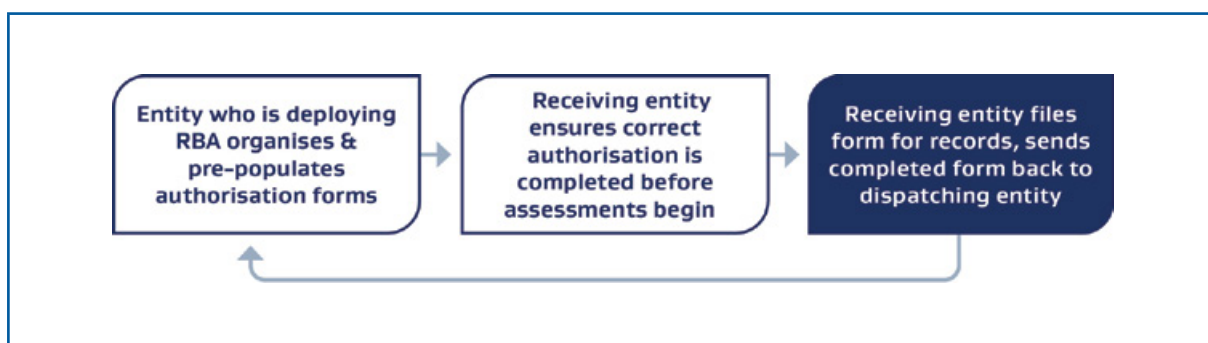 Entity who is deploying
RBA organises &
pre-populates
authorisation forms
Receiving entity
ensures correct
authorisation is
completed before
assessments begin
Receiving entity files
form for records, sends
completed form back to
dispatching entity